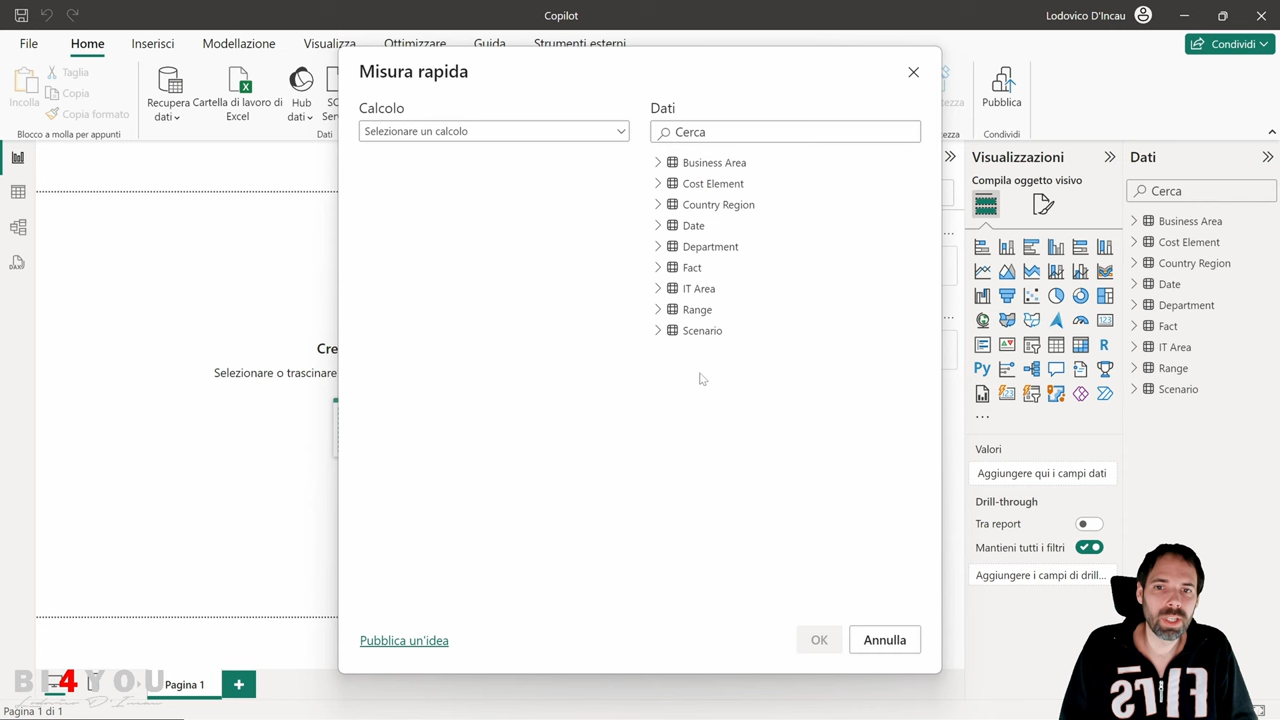 Copilot
Lodovico D'Incau
File
Home
Inserisci
Modellazione
Visualizza
Ottimizzare
Guida
Strumenti esterni
Condividi
Incolla
Taglia
Copia
Copia formato
Blocco a molla per appunti
Recupera
dati
Cartella di lavoro di
Excel
Hub
dati
Dati
Pubblica
Condividi
Misura rapida
Calcolo
Selezionare un calcolo
Dati
Cerca
Business Area
Cost Element
Country Region
Date
Department
Fact
IT Area
Range
Scenario
Pubblica un'idea
OK
Annulla
Cre
Selezionare o trascinare
Visualizzazioni
Compila oggetto visivo
123
R
Py
...
Valori
Aggiungere qui i campi dati
Drill-through
Tra report
Mantieni tutti i filtri
Aggiungere i campi di drill...
Dati
Cerca
Business Area
Cost Element
Country Region
Date
Department
Fact
IT Area
Range
Scenario
BI4YOU
Lodovico D'Incau
Pagina 1
Pagina 1 di 1